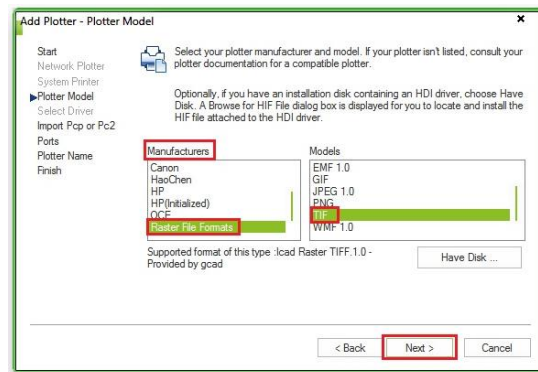 Add Plotter - Plotter Model
Start
Network Plotter
System Printer
Plotter Model
Select Driver
Import Pcp or Pc2
Ports
Plotter Name
Finish
Select your plotter manufacturer and model. If your plotter isn't listed, consult your
plotter documentation for a compatible plotter.
Optionally, if you have an installation disk containing an HDI driver, choose Have
Disk. A Browse for HIF File dialog box is displayed for you to locate and install the
HIF file attached to the HDI driver.
Manufacturers
Canon
HaoChen
HP
HP(Initialized)
OCE
Raster File Formats
Models
EMF 1.0
GIF
JPEG 1.0
PNG
TIF
WMF 1.0
Supported format of this type :Icad Raster TIFF.1.0 -
Provided by gcad
Have Disk ...
< Back
Next >
Cancel